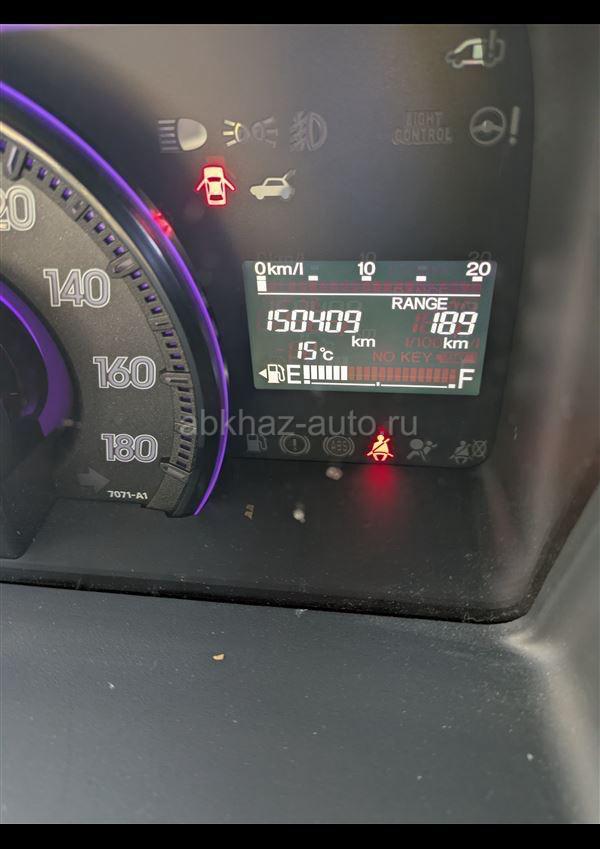 LIGHT
CONTROL
20
140
160
180
7071-A1
0km/l 10 20
RANGE
150409 189
km km
15°C
NO KEY
E F
abkhaz-auto.ru